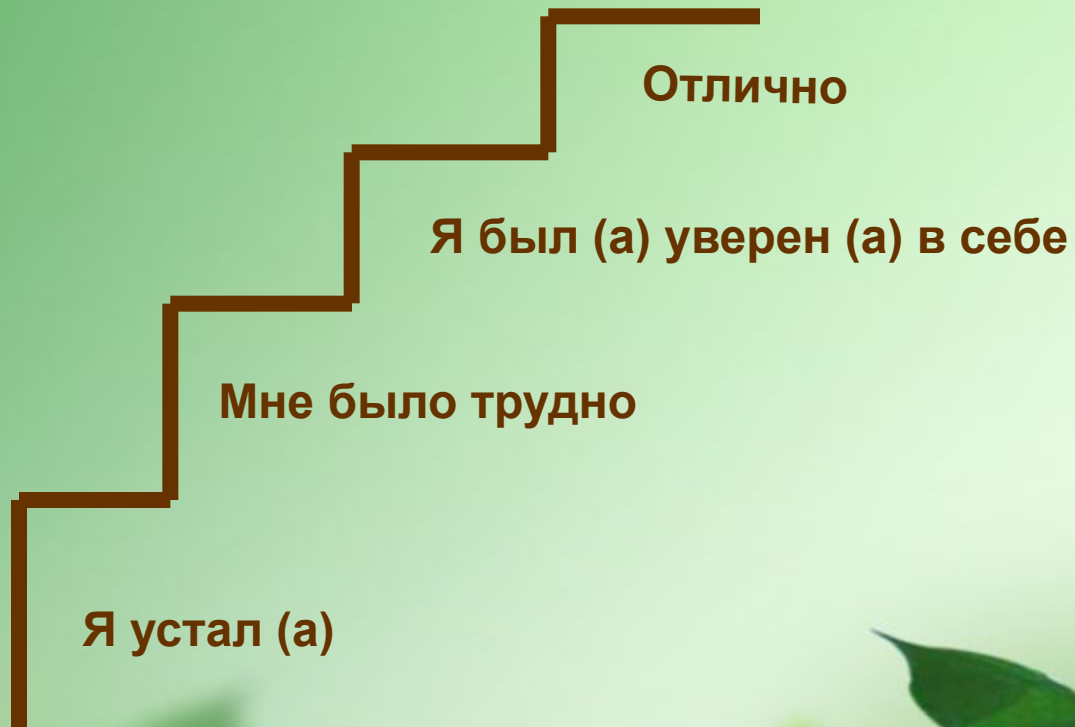 Отлично
Я был (а) уверен (а) в себе
Мне было трудно
Я устал (а)